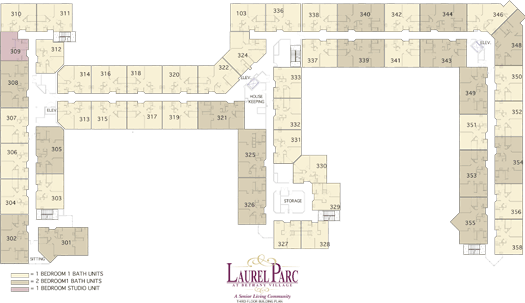 310 311 103 336 338 340 342 344 346
309 312 324 337 339 341 343 ELEV. 348
308 314 316 318 320 322 ELEV. 333 349 350
307 ELEV. HOUSE KEEPING 352
313 315 317 319 321 332 351
306 305 325 331 353 354
304 303 326 330 356
STORAGE 329 355
302 301 327 328 358
SITTING
= 1 BEDROOM 1 BATH UNITS
= 2 BEDROOM 1 BATH UNITS
= 1 BEDROOM STUDIO UNIT
LAUREL PARC
AT BETHANY VILLAGE
A Senior Living Community
THIRD FLOOR BUILDING PLAN